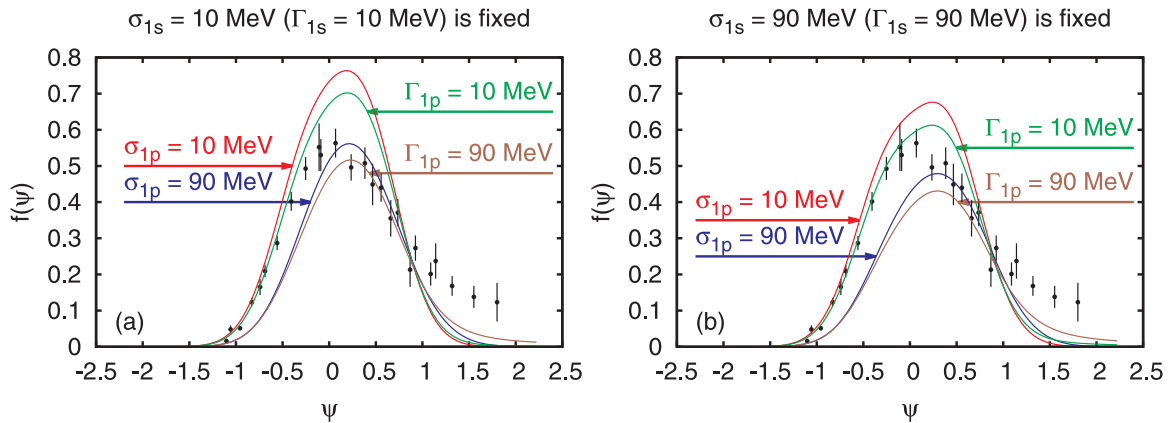 σ1s = 10 MeV (Γ1s = 10 MeV) is fixed
0.8
0.7
0.6
0.5
0.4
0.3
0.2
0.1
0
f(ψ)
Γ1p = 10 MeV
σ1p = 10 MeV
Γ1p = 90 MeV
σ1p = 90 MeV
(a)
-2.5 -2 -1.5 -1 -0.5 0 0.5 1 1.5 2 2.5
ψ
σ1s = 90 MeV (Γ1s = 90 MeV) is fixed
0.8
0.7
0.6
0.5
0.4
0.3
0.2
0.1
0
f(ψ)
Γ1p = 10 MeV
Γ1p = 90 MeV
σ1p = 10 MeV
σ1p = 90 MeV
(b)
-2.5 -2 -1.5 -1 -0.5 0 0.5 1 1.5 2 2.5
ψ